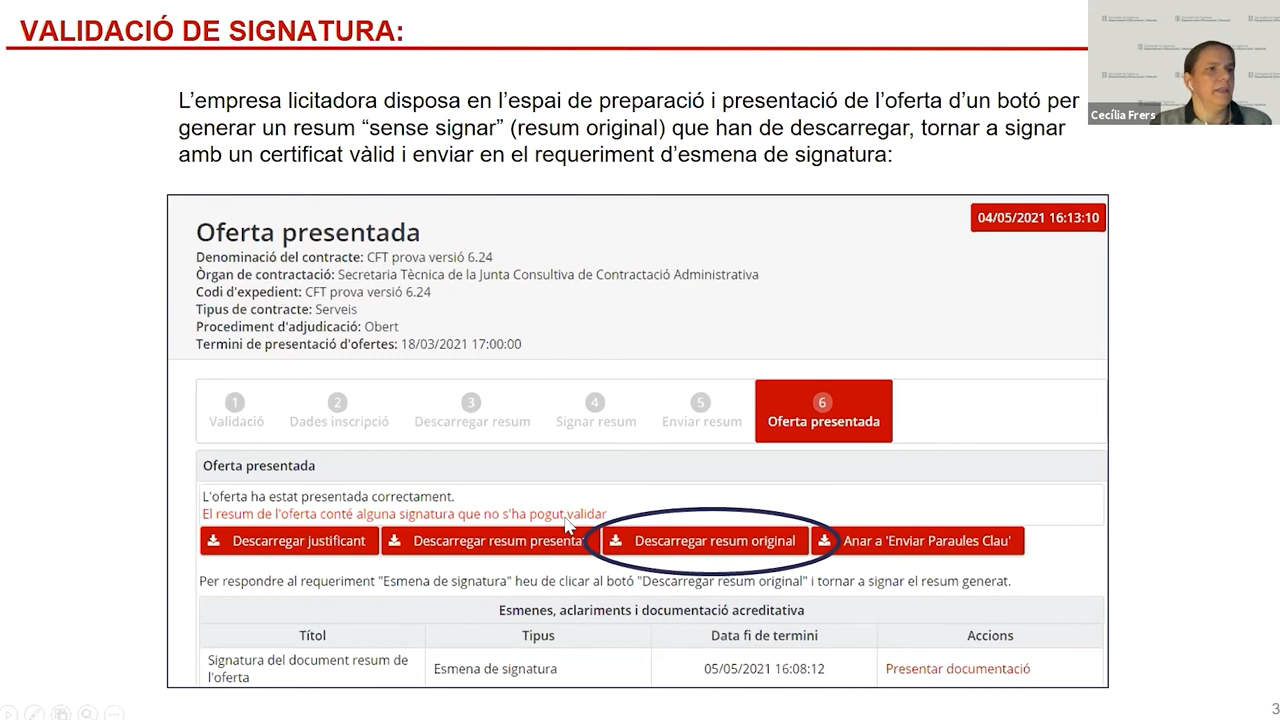 VALIDACIÓ DE SIGNATURA:
Cecília Frers
L'empresa licitadora disposa en l'espai de preparació i presentació de l'oferta d'un botó per
generar un resum “sense signar” (resum original) que han de descarregar, tornar a signar
amb un certificat vàlid i enviar en el requeriment d'esmena de signatura:
04/05/2021 16:13:10
Oferta presentada
Denominació del contracte: CFT prova versió 6.24
Òrgan de contractació: Secretaria Tècnica de la Junta Consultiva de Contractació Administrativa
Codi d'expedient: CFT prova versió 6.24
Tipus de contracte: Serveis
Procediment d'adjudicació: Obert
Termini de presentació d'ofertes: 18/03/2021 17:00:00
1 2 3 4 5 6
Validació Dades inscripció Descarregar resum Signar resum Enviar resum Oferta presentada
Oferta presentada
L'oferta ha estat presentada correctament.
El resum de l'oferta conté alguna signatura que no s'ha pogut validar
Descarregar justificant Descarregar resum presentat Descarregar resum original Anar a 'Enviar Paraules Clau'
Per respondre al requeriment "Esmena de signatura" heu de clicar al botó "Descarregar resum original" i tornar a signar el resum generat.
Esmenes, aclariments i documentació acreditativa
Títol Tipus Data fi de termini Accions
Signatura del document resum de
l'oferta
Esmena de signatura 05/05/2021 16:08:12 Presentar documentació
3